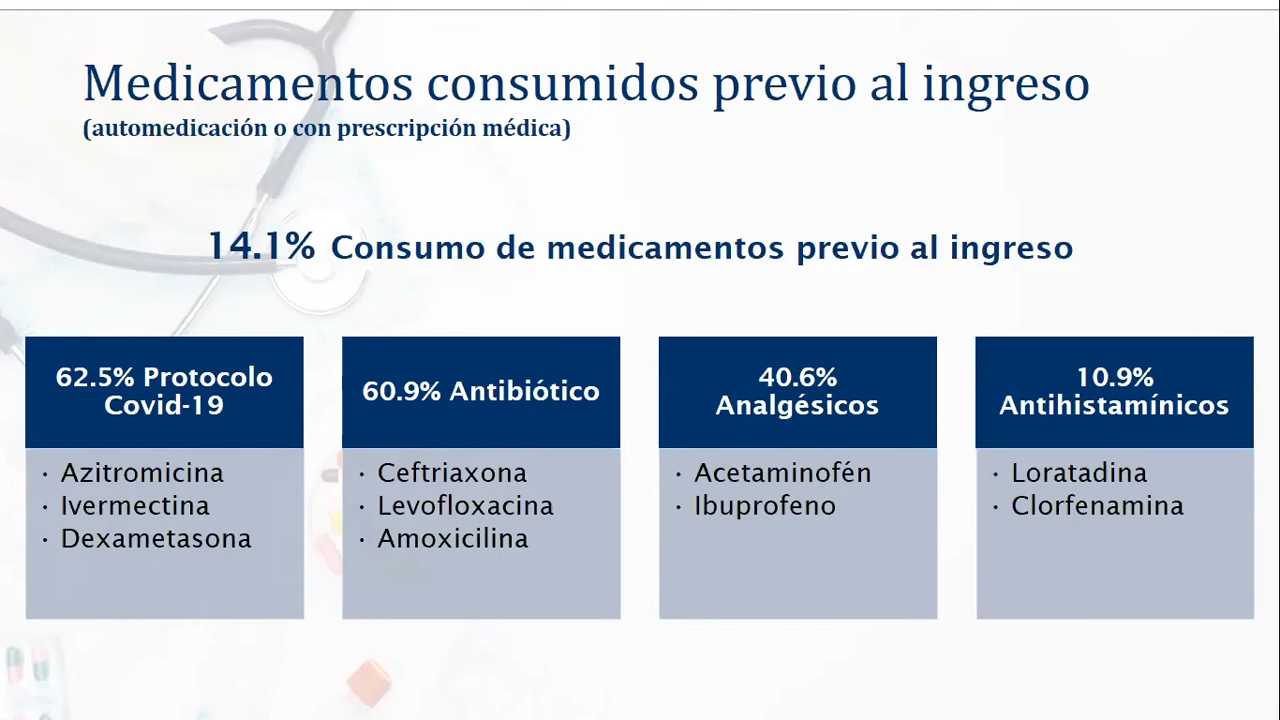 Medicamentos consumidos previo al ingreso
(automedicación o con prescripción médica)
14.1% Consumo de medicamentos previo al ingreso
62.5% Protocolo
Covid-19
· Azitromicina
· Ivermectina
· Dexametasona
60.9% Antibiótico
· Ceftriaxona
· Levofloxacina
· Amoxicilina
40.6%
Analgésicos
· Acetaminofén
· Ibuprofeno
10.9%
Antihistamínicos
· Loratadina
· Clorfenamina